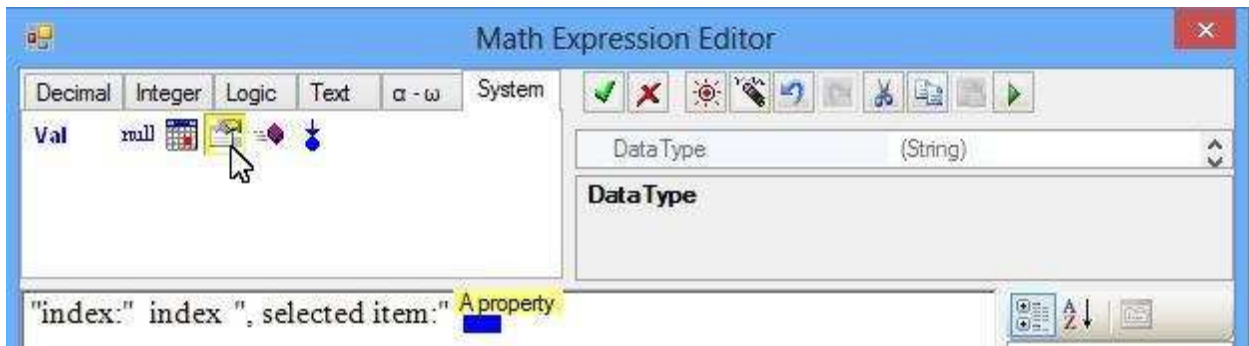 Math Expression Editor
Decimal Integer Logic Text α - ω System
Val null
DataType (String)
DataType
"index:" index ", selected item:" A property
A Z